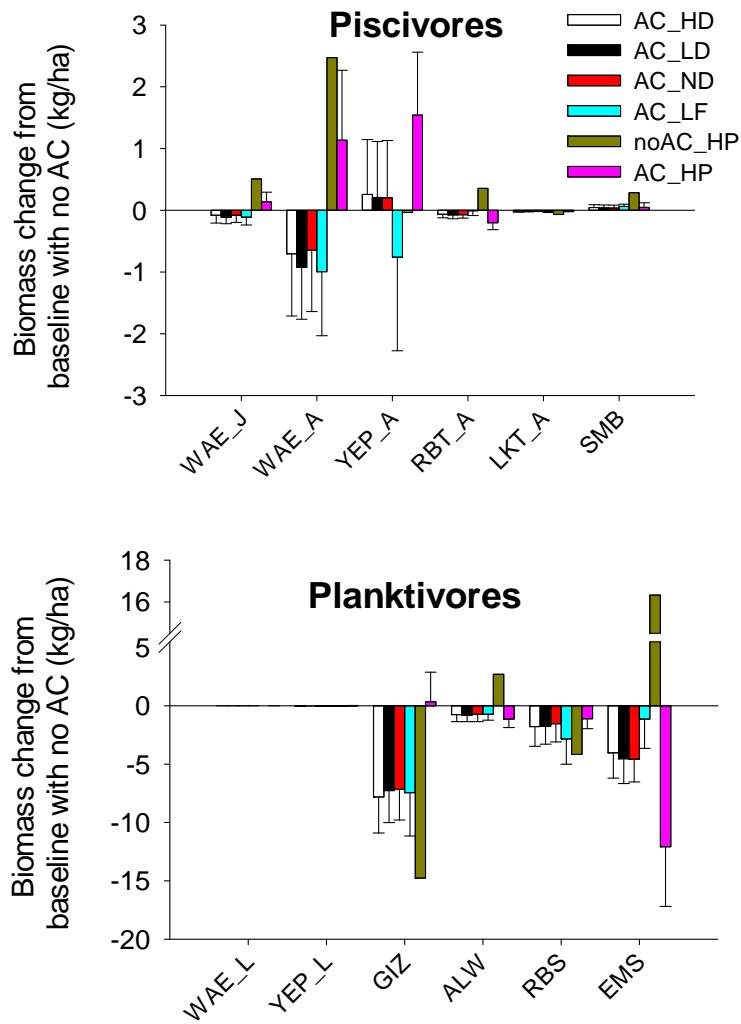 Piscivores
AC_HD
AC_LD
AC_ND
AC_LF
noAC_HP
AC_HP
Biomass change from
baseline with no AC (kg/ha)
3
2
1
0
-1
-2
-3
WAE_J
WAE_A
YEP_A
RBT_A
LKT_A
SMB
Planktivores
Biomass change from
baseline with no AC (kg/ha)
18
16
5
0
-5
-10
-15
-20
WAE_L
YEP_L
GIZ
ALW
RBS
EMS